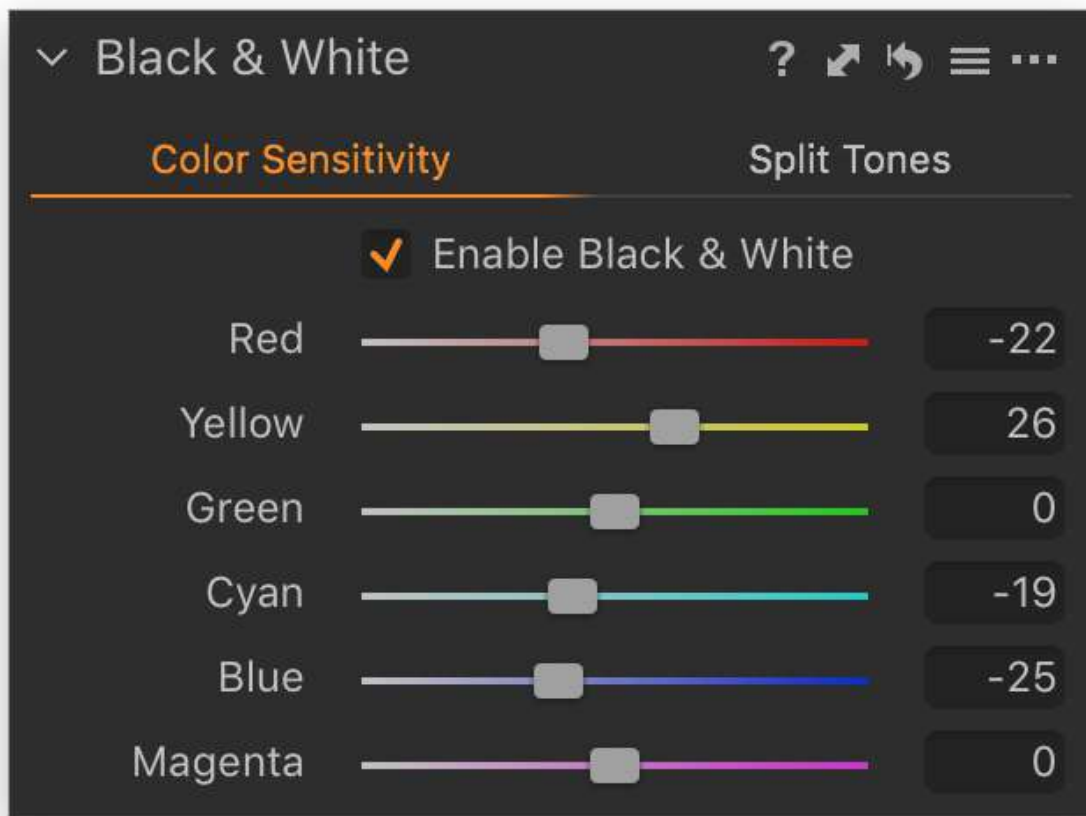 Black & White ?
Color Sensitivity Split Tones
Enable Black & White
Red -22
Yellow 26
Green 0
Cyan -19
Blue -25
Magenta 0